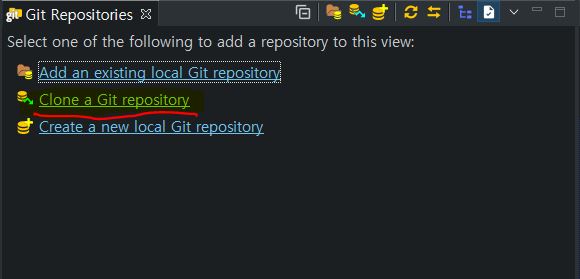 git Git Repositories
Select one of the following to add a repository to this view:
Add an existing local Git repository
Clone a Git repository
Create a new local Git repository